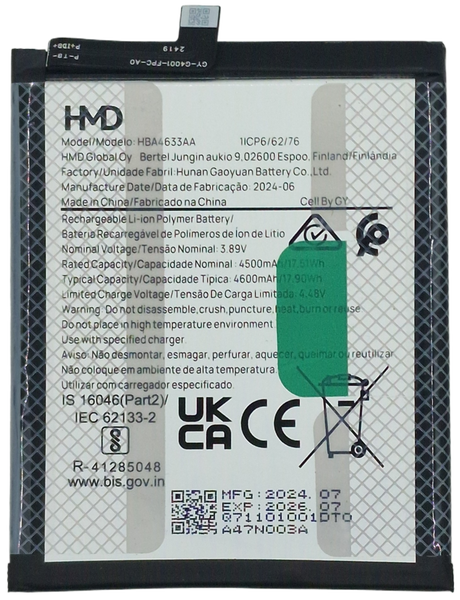 GY-G4001-FPC-A0
2419
P-TB-
P+IDB+
HMD
Model/Modelo: HBA4633AA 1ICP6/62/76
HMD Global Oy Bertel Jungin aukio 9,02600 Espoo, Finland/Finlândia
Factory/Unidade Fabril: Hunan Gaoyuan Battery Co.,Ltd.
Manufacture Date/Data de Fabricação: 2024-06
Made in China/Fabricado na China Cell By GY
Rechargeable Li-ion Polymer Battery/
Bateria Recarregável de Polímeros de Íon de Lítio
Nominal Voltage/Tensão Nominal: 3.89V
Rated Capacity/Capacidade Nominal: 4500mAh/17.51Wh
Typical Capacity/Capacidade Típica: 4600mAh/17.90Wh
Limited Charge Voltage/Tensão De Carga Limitada: 4.48V
Warning: Do not disassemble,crush,puncture,heat,burn or reuse
Do not place in high temperature environment
Use with specified charger
Aviso: Não desmontar, esmagar, perfurar, aquecer, queimar ou reutilizar
Não coloque em ambiente de alta temperatura
Utilizar com carregador especificado
IS 16046(Part2)/
IEC 62133-2
R-41285048
www.bis.gov.in
UK
CA CE
MFG: 2024.07
EXP: 2026.07
Q71101001DT0
A47N003A